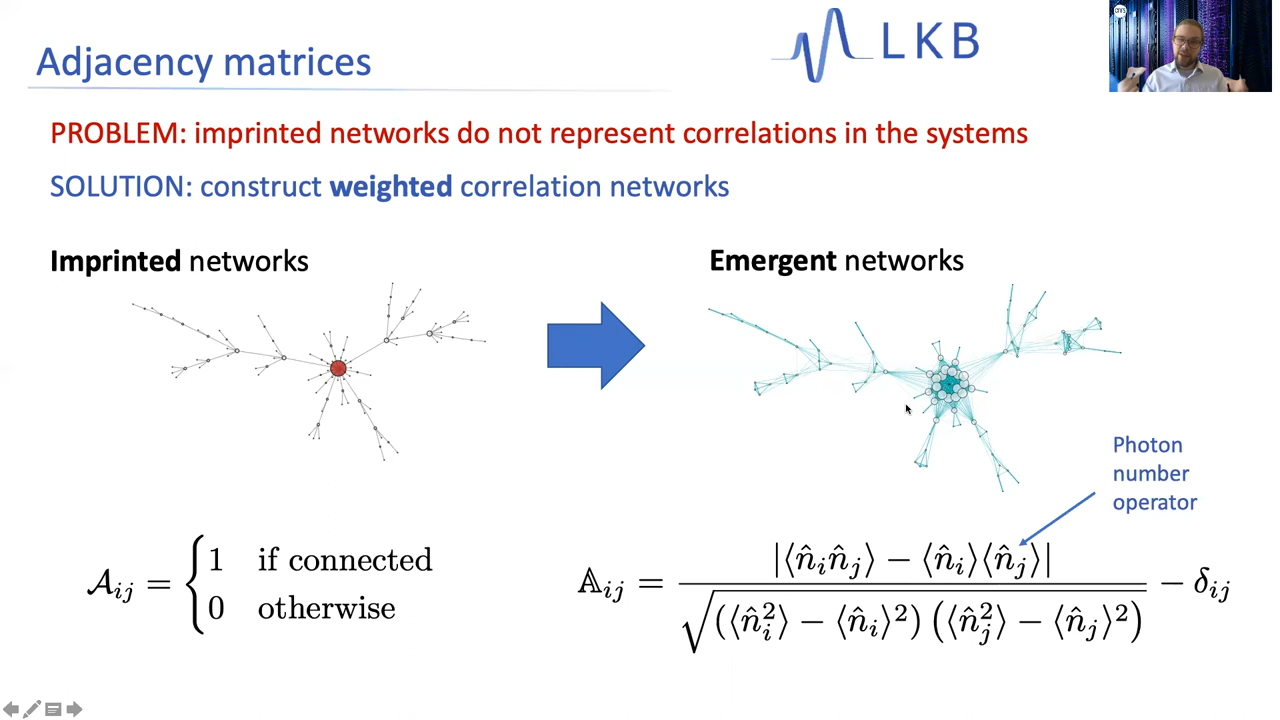 Adjacency matrices
LKB
cnrs
PROBLEM: imprinted networks do not represent correlations in the systems
SOLUTION: construct weighted correlation networks
Imprinted networks
Emergent networks
Photon
number
operator
𝒜ij = { 1 if connected
0 otherwise
𝔸ij = |⟨n̂i n̂j⟩ − ⟨n̂i⟩⟨n̂j⟩| / √((⟨n̂i²⟩ − ⟨n̂i⟩²) (⟨n̂j²⟩ − ⟨n̂j⟩²)) − δij